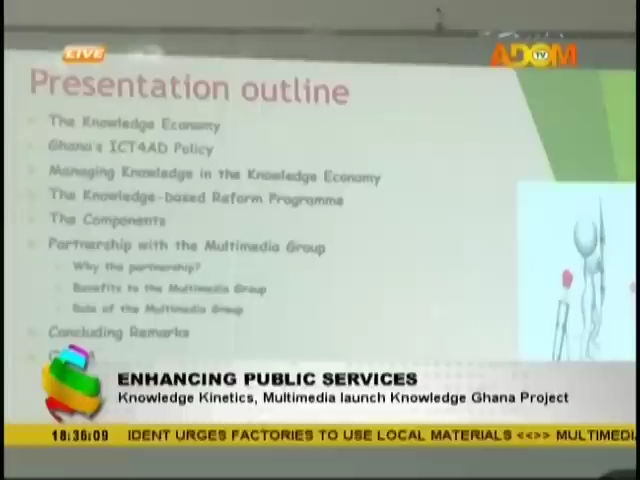 LIVE
ADOM TV
Presentation outline
The Knowledge Economy
Ghana's ICT4AD Policy
Managing Knowledge in the Knowledge Economy
The Knowledge-based Reform Programme
The Components
Partnership with the Multimedia Group
Why the partnership?
Benefits to the Multimedia Group
Role of the Multimedia Group
Concluding Remarks
ENHANCING PUBLIC SERVICES
Knowledge Kinetics, Multimedia launch Knowledge Ghana Project
18:36:09 IDENT URGES FACTORIES TO USE LOCAL MATERIALS <<>> MULTIMEDI